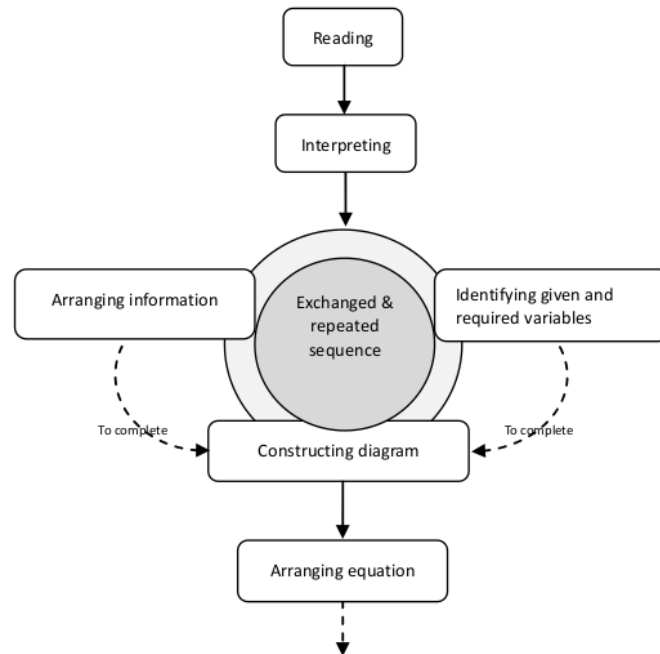 Reading
Interpreting
Arranging information
Exchanged &
repeated
sequence
Identifying given and
required variables
To complete
To complete
Constructing diagram
Arranging equation